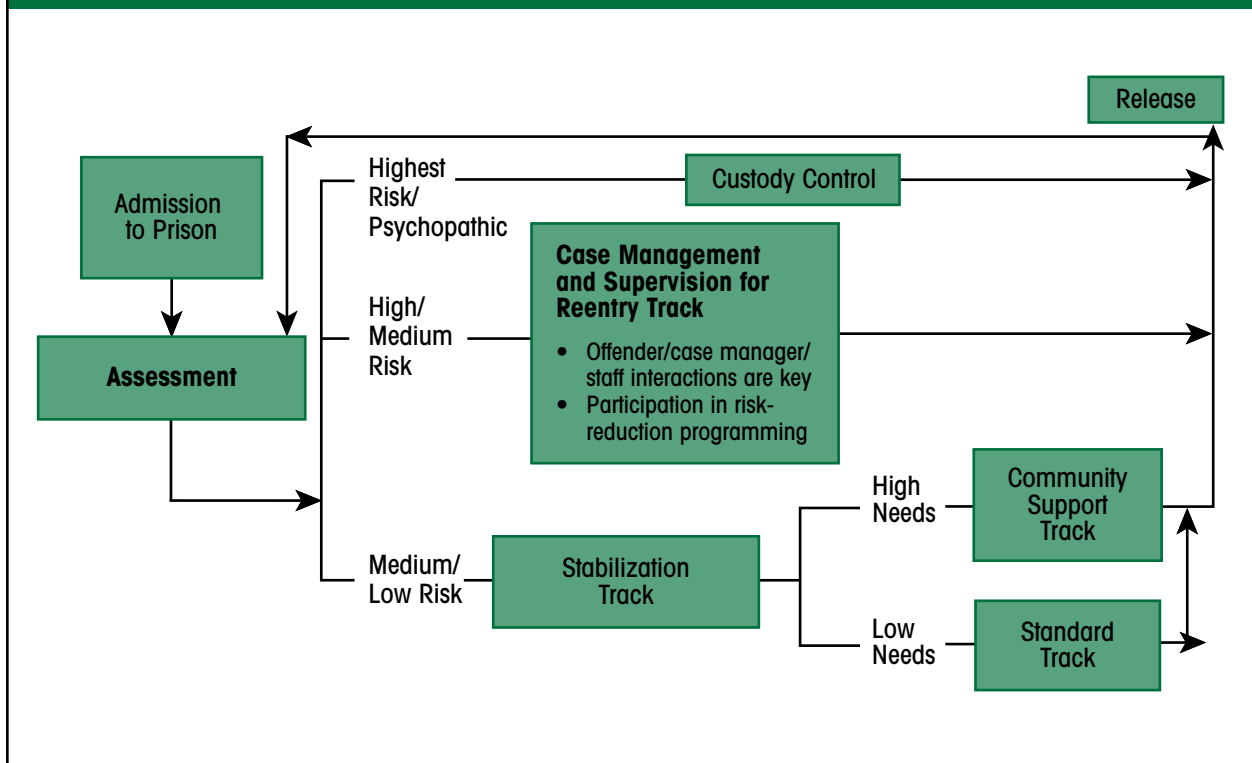 Release
Admission
to Prison
Assessment
Highest
Risk/
Psychopathic
Custody Control
High/
Medium
Risk
Case Management
and Supervision for
Reentry Track
• Offender/case manager/
staff interactions are key
• Participation in risk-
reduction programming
Medium/
Low Risk
Stabilization
Track
High
Needs
Community
Support
Track
Low
Needs
Standard
Track